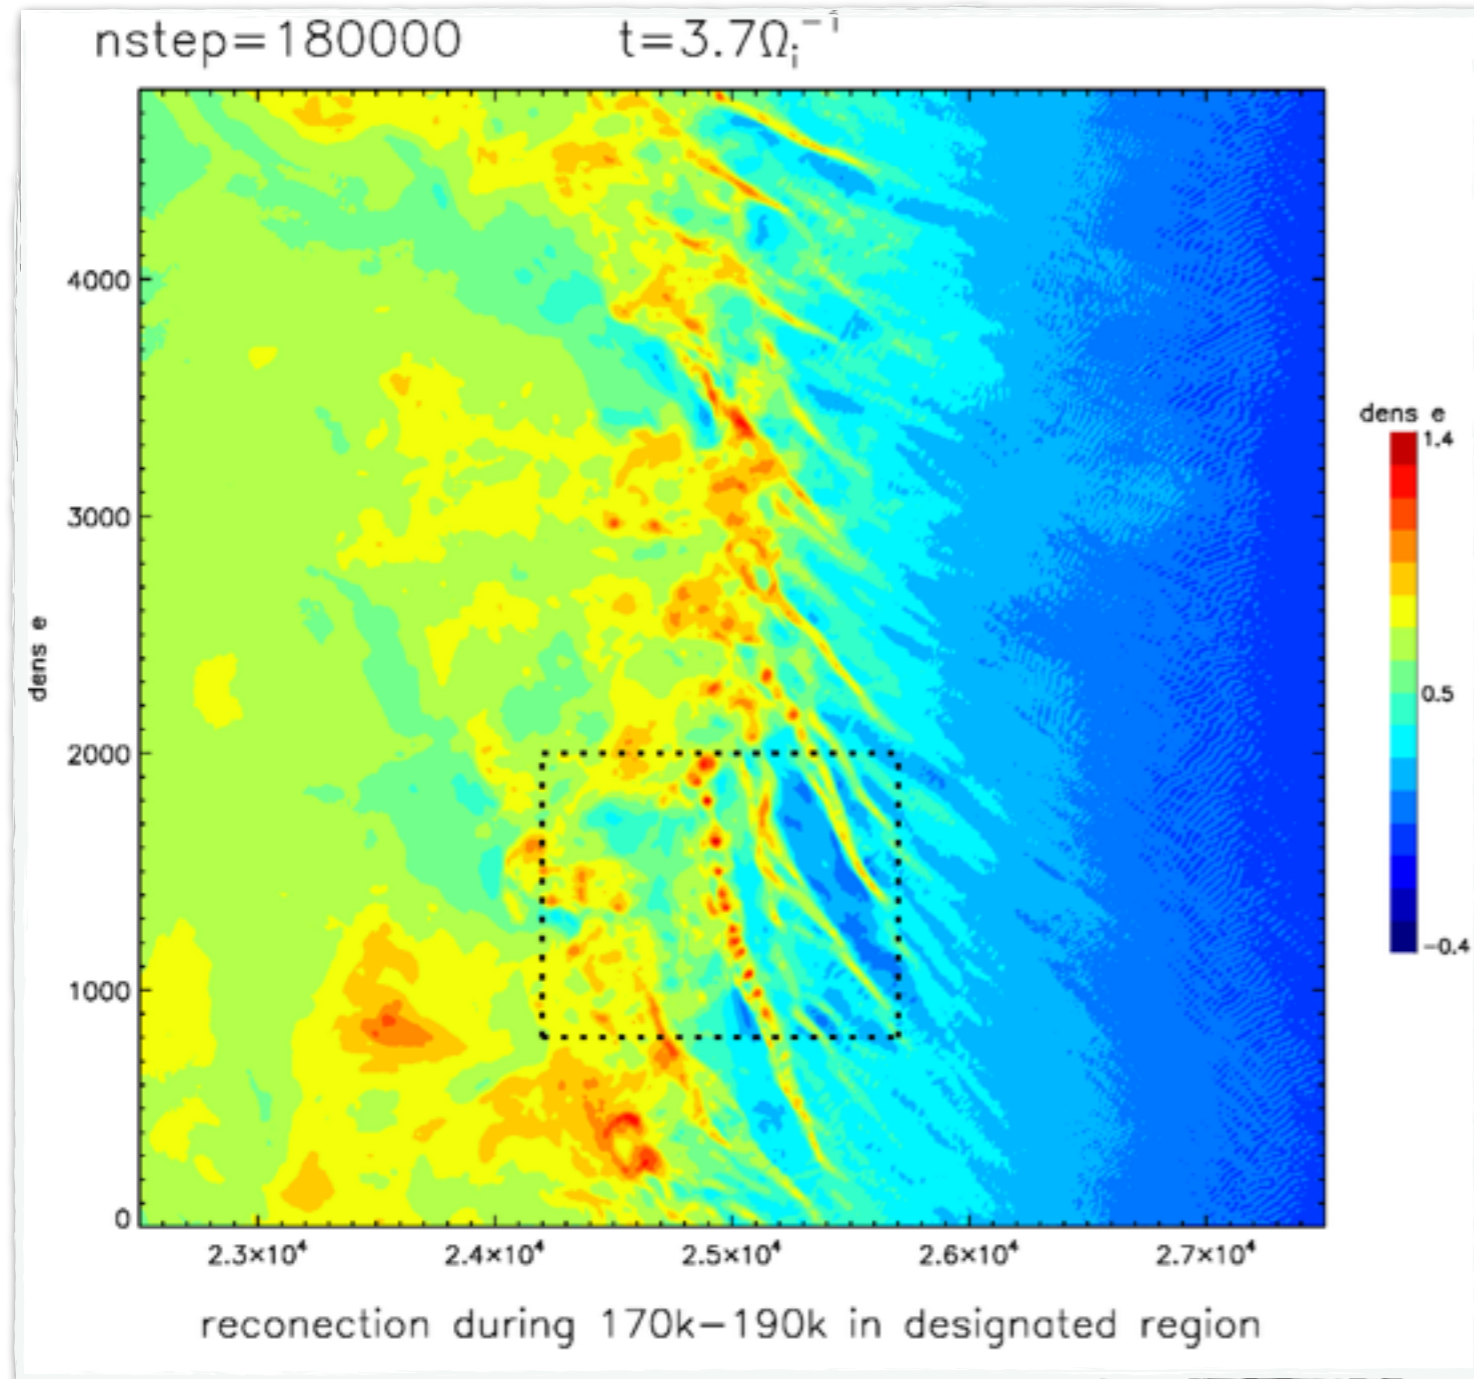 nstep=180000 t=3.7Ωᵢ⁻¹
dens e
4000
3000
2000
1000
0
dens e
1.4
0.5
−0.4
2.3×10⁴ 2.4×10⁴ 2.5×10⁴ 2.6×10⁴ 2.7×10⁴
reconection during 170k−190k in designated region